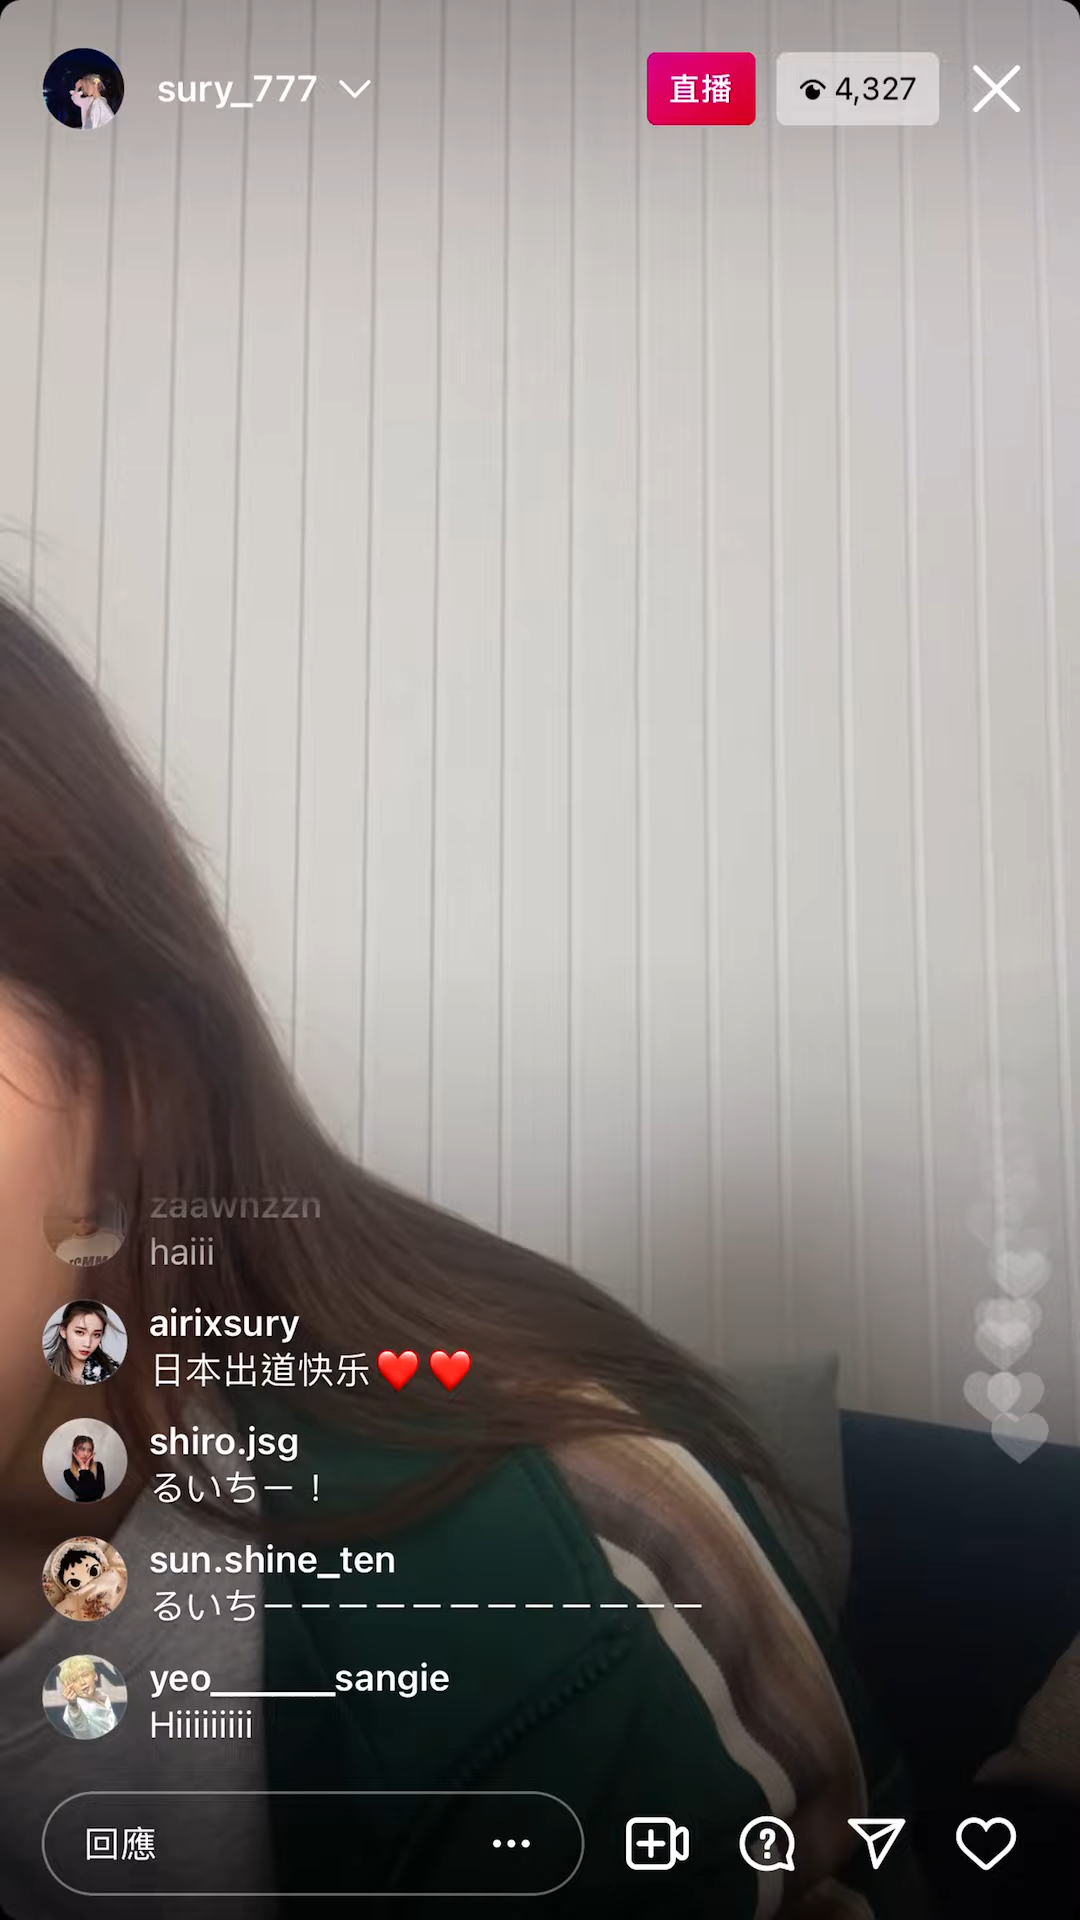 sury_777
直播
4,327
zaawnzzn
haiii
airixsury
日本出道快乐❤️❤️
shiro.jsg
るいちー！
sun.shine_ten
るいちーーーーーーーーーーーー
yeo______sangie
Hiiiiiiiii
回應